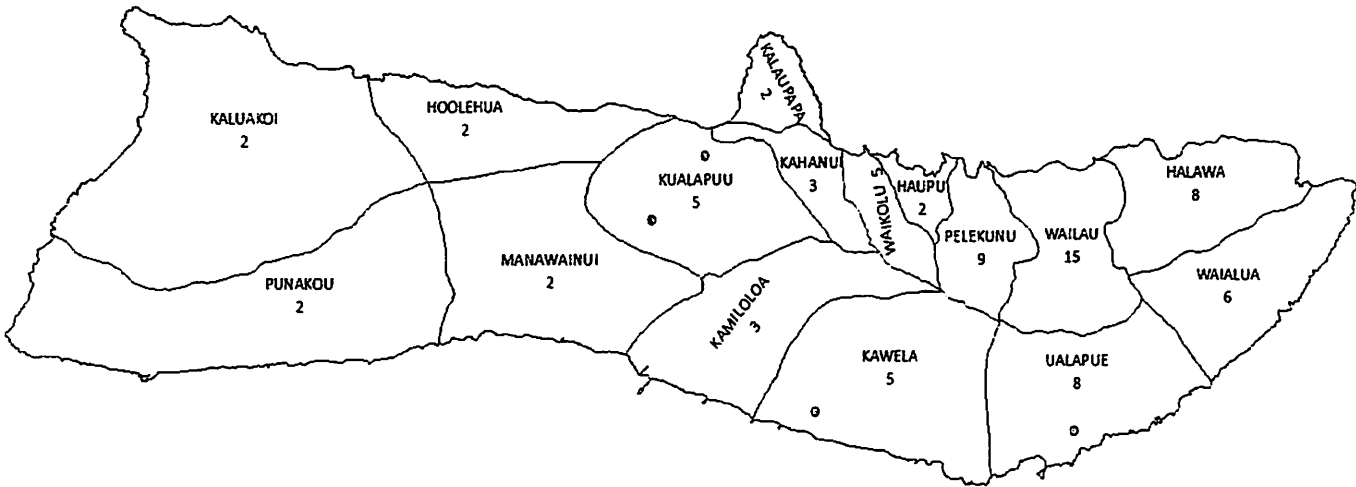 KALAUPAPA
2
HOOLEHUA
2
KALUAKOI
2
KAHANUI
3
KUALAPUU
5
WAIKOLU 5
HAUPU
2
HALAWA
8
PELEKUNU
9
WAILAU
15
WAIALUA
6
MANAWAINUI
2
PUNAKOU
2
KAMILOLOA
3
KAWELA
5
UALAPUE
8